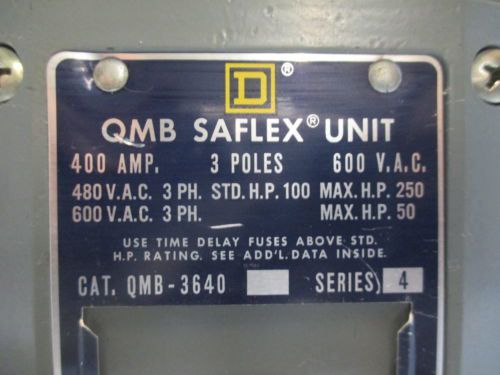 D®
QMB SAFLEX® UNIT
400 AMP. 3 POLES 600 V.A.C.
480 V.A.C. 3 PH. STD. H.P. 100 MAX. H.P. 250
600 V.A.C. 3 PH. MAX. H.P. 50
USE TIME DELAY FUSES ABOVE STD.
H.P. RATING. SEE ADD'L. DATA INSIDE.
CAT. QMB-3640 SERIES 4